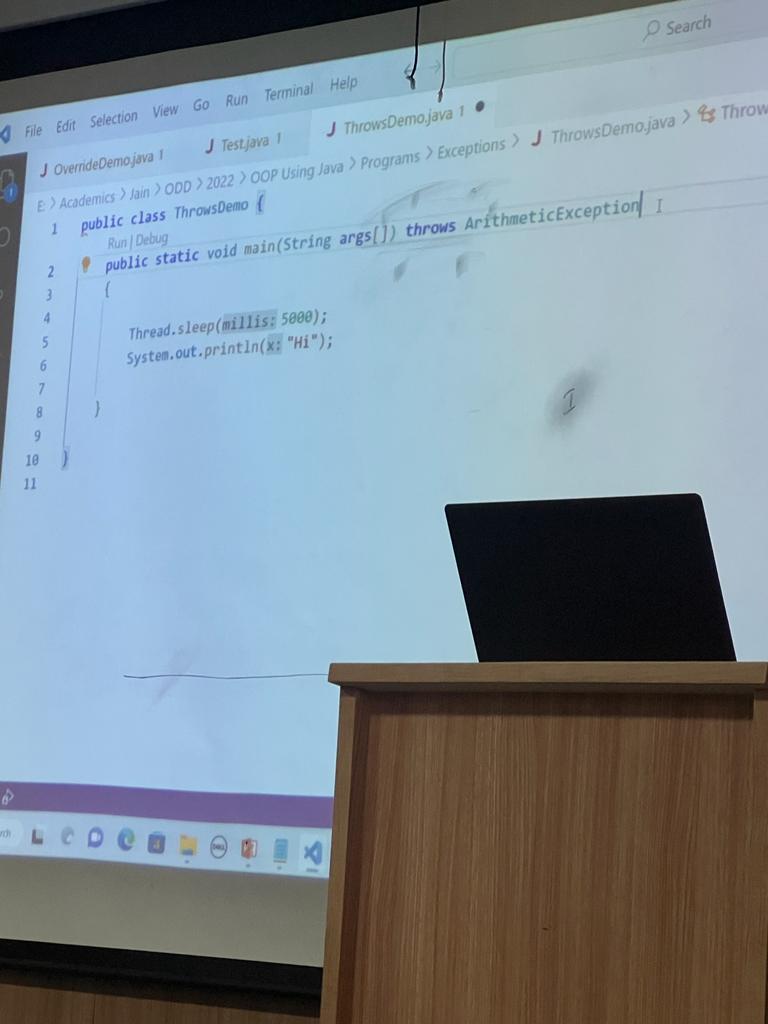 Search
File Edit Selection View Go Run Terminal Help
J OverrideDemo.java 1 J Test.java 1 J ThrowsDemo.java 1 ●
E: > Academics > Jain > ODD > 2022 > OOP Using Java > Programs > Exceptions > J ThrowsDemo.java > Throw
1 public class ThrowsDemo {
Run | Debug
2 public static void main(String args[]) throws ArithmeticException
3 {
4
5 Thread.sleep(millis: 5000);
6 System.out.println(x: "Hi");
7
8 }
9
10 }
11
DELL